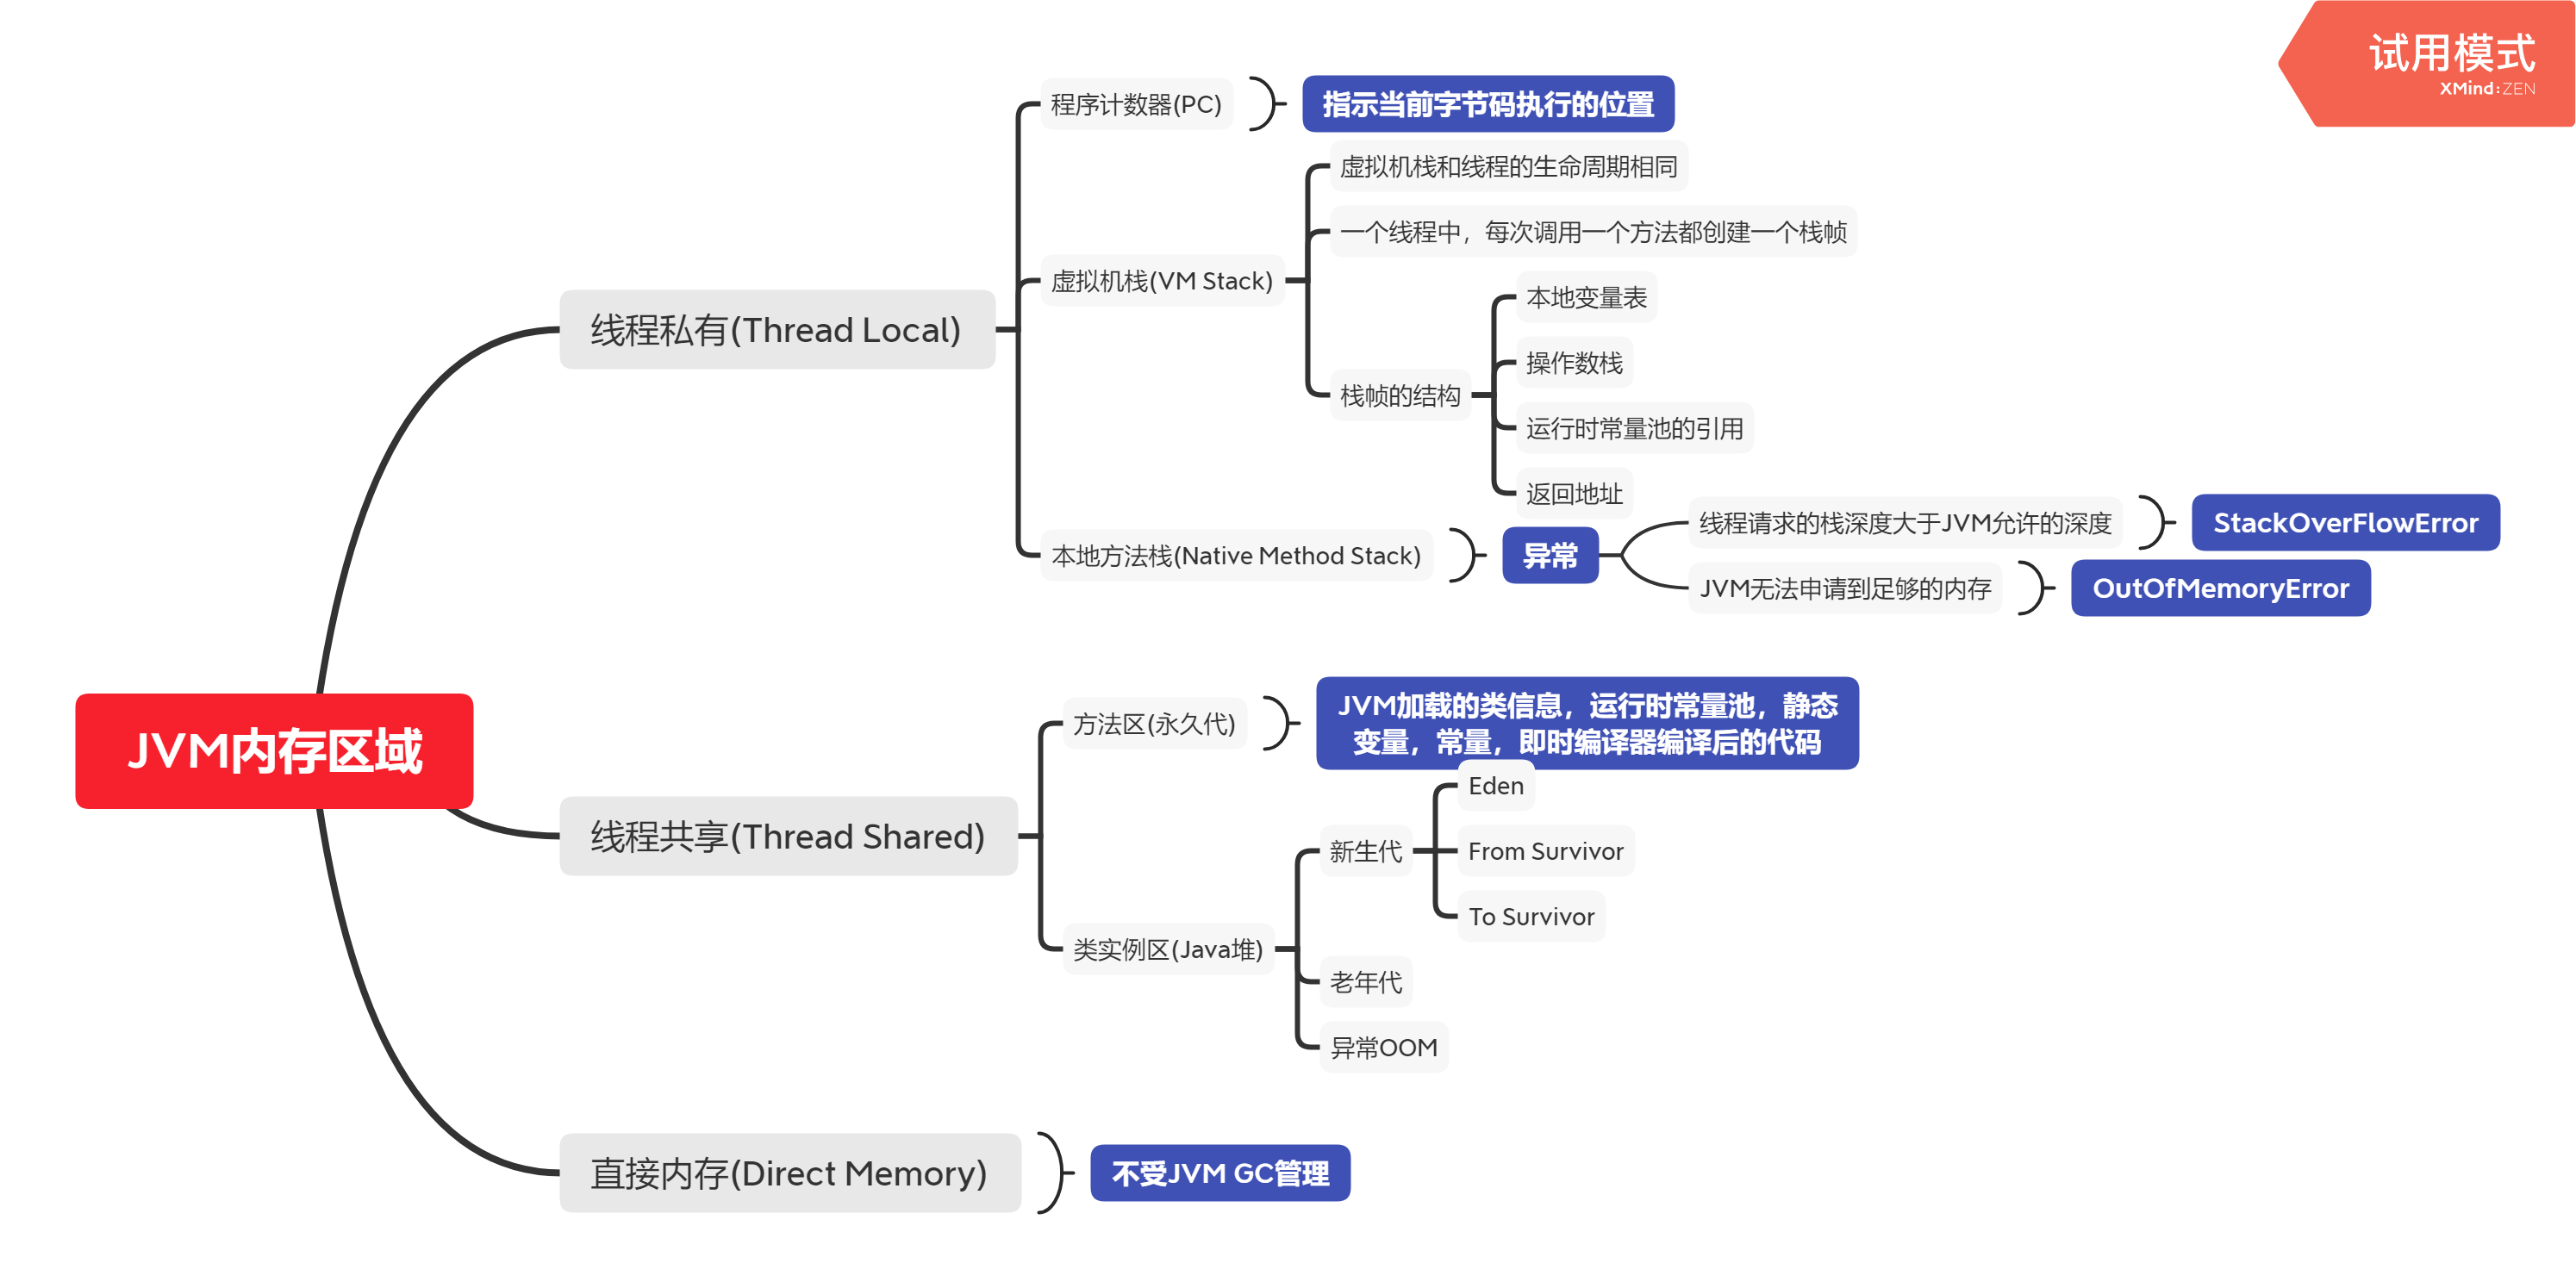 试用模式
XMind:ZEN
程序计数器(PC)
指示当前字节码执行的位置
虚拟机栈和线程的生命周期相同
一个线程中，每次调用一个方法都创建一个栈帧
虚拟机栈(VM Stack)
本地变量表
线程私有(Thread Local)
操作数栈
栈帧的结构
运行时常量池的引用
返回地址
线程请求的栈深度大于JVM允许的深度
StackOverFlowError
本地方法栈(Native Method Stack)
异常
JVM无法申请到足够的内存
OutOfMemoryError
方法区(永久代)
JVM加载的类信息，运行时常量池，静态
变量，常量，即时编译器编译后的代码
JVM内存区域
Eden
线程共享(Thread Shared)
新生代
From Survivor
To Survivor
类实例区(Java堆)
老年代
异常OOM
直接内存(Direct Memory)
不受JVM GC管理